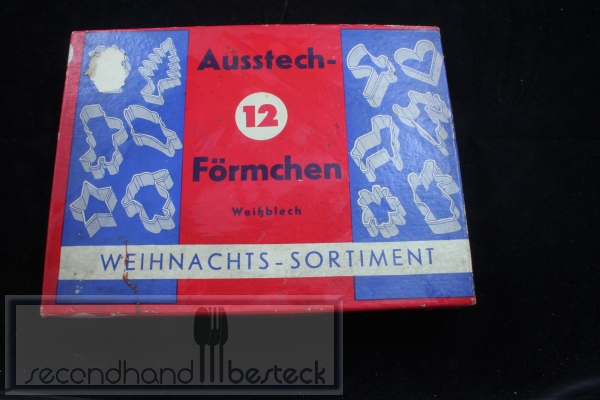 Ausstech-
12
Förmchen
Weißblech
WEIHNACHTS-SORTIMENT
secondhand besteck